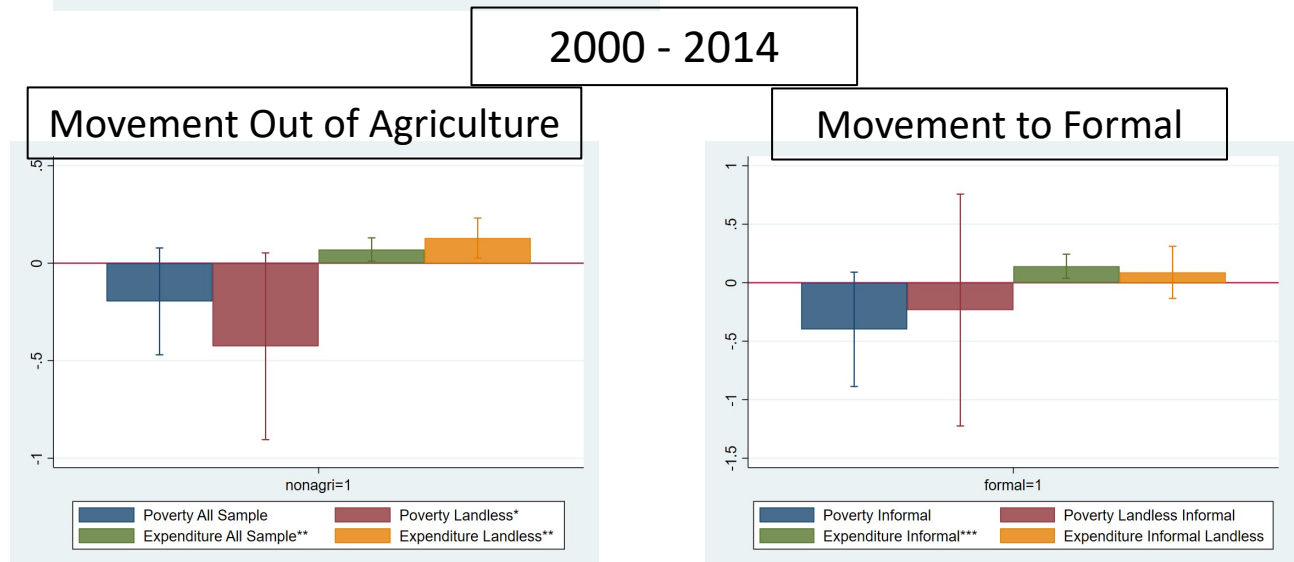 2000 - 2014
Movement Out of Agriculture
.5
0
-.5
-1
nonagri=1
Poverty All Sample
Poverty Landless*
Expenditure All Sample**
Expenditure Landless**
Movement to Formal
1
.5
0
-.5
-1
-1.5
formal=1
Poverty Informal
Poverty Landless Informal
Expenditure Informal***
Expenditure Informal Landless